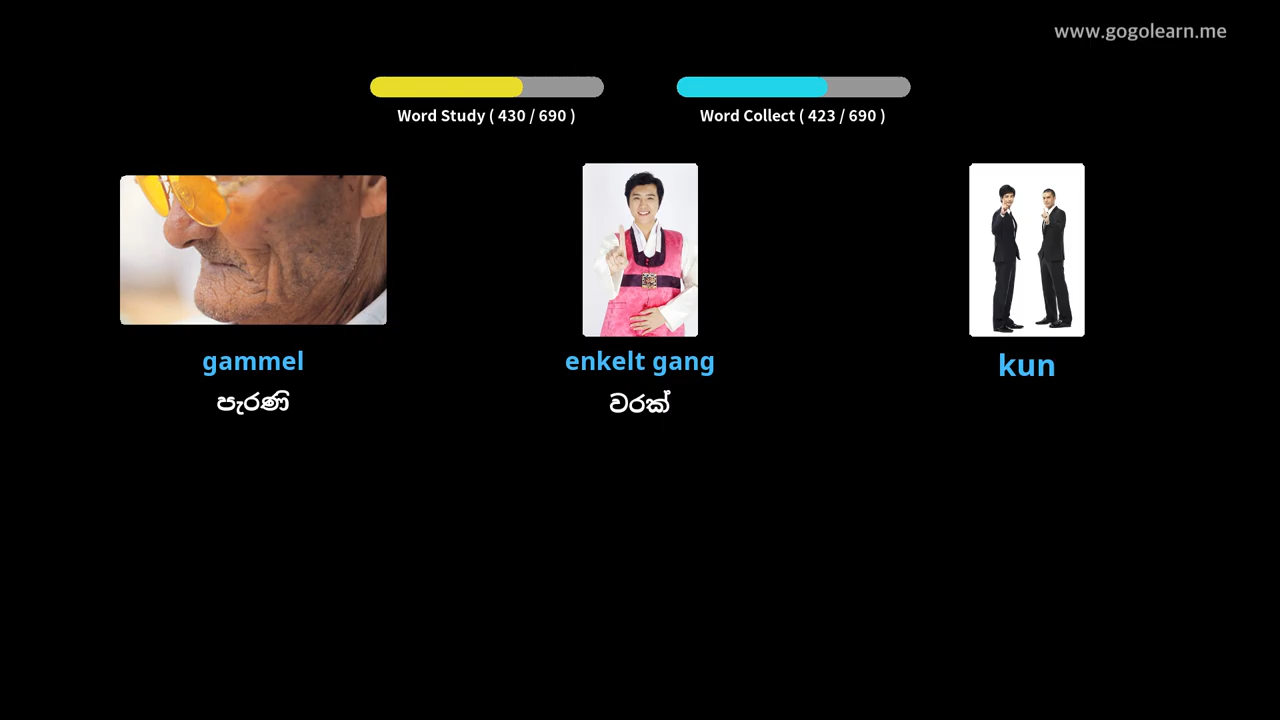 www.gogolearn.me
Word Study ( 430 / 690 )
Word Collect ( 423 / 690 )
gammel
enkelt gang
kun
පැරණි
වරක්